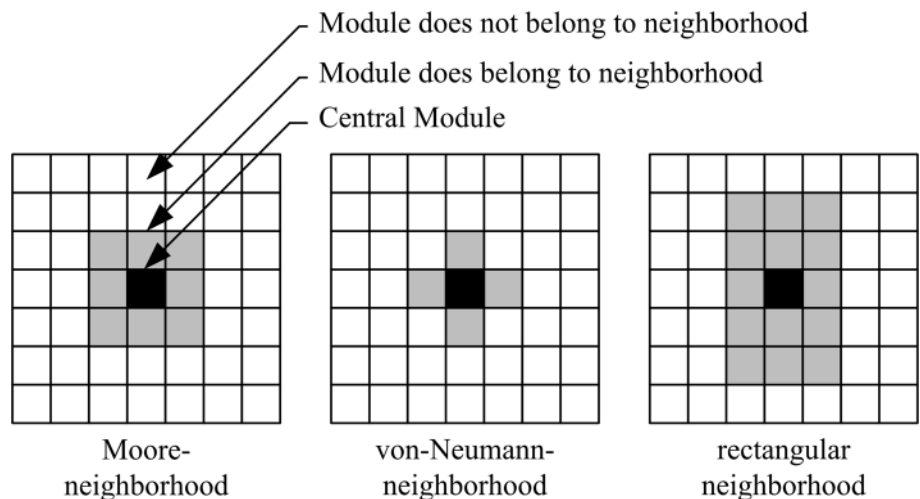 Module does not belong to neighborhood
Module does belong to neighborhood
Central Module
Moore-
neighborhood
von-Neumann-
neighborhood
rectangular
neighborhood